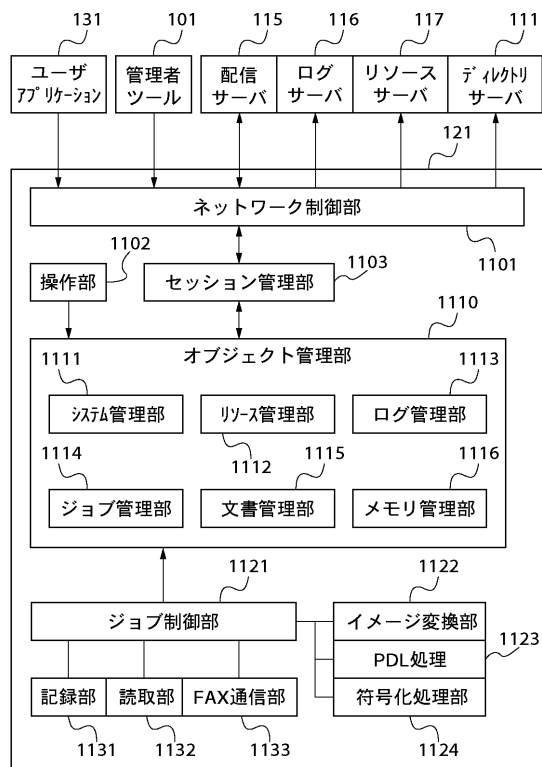 131
101
115
116
117
111
ユーザ
ｱﾌﾟﾘｹｰｼｮﾝ
管理者
ツール
配信
サーバ
ログ
サーバ
リソース
サーバ
ﾃﾞｨﾚｸﾄﾘ
サーバ
121
ネットワーク制御部
1101
1102
操作部
セッション管理部
1103
1110
オブジェクト管理部
1111
ｼｽﾃﾑ管理部
ﾘｿｰｽ管理部
1112
1113
ログ管理部
1114
ジョブ管理部
1115
文書管理部
1116
メモリ管理部
1121
ジョブ制御部
1122
イメージ変換部
PDL処理
1123
符号化処理部
1124
記録部
読取部
FAX通信部
1131
1132
1133